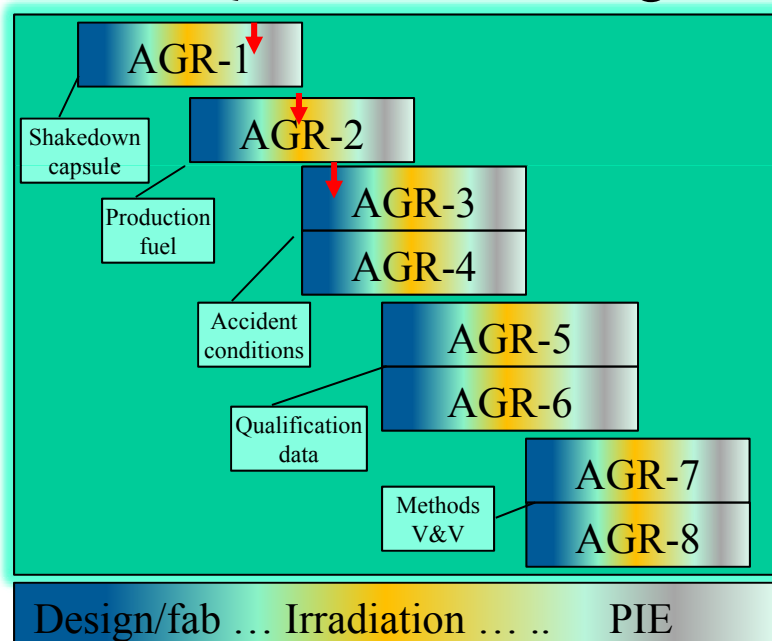 AGR-1
Shakedown
capsule
AGR-2
Production
fuel
AGR-3
AGR-4
Accident
conditions
AGR-5
AGR-6
Qualification
data
AGR-7
AGR-8
Methods
V&V
Design/fab … Irradiation … .. PIE